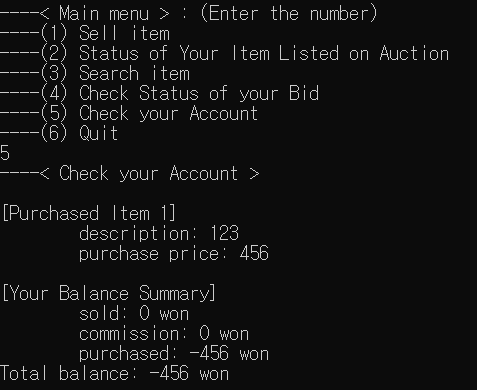 ----< Main menu > : (Enter the number)
----(1) Sell item
----(2) Status of Your Item Listed on Auction
----(3) Search item
----(4) Check Status of your Bid
----(5) Check your Account
----(6) Quit
5
----< Check your Account >
[Purchased Item 1]
description: 123
purchase price: 456
[Your Balance Summary]
sold: 0 won
commission: 0 won
purchased: -456 won
Total balance: -456 won